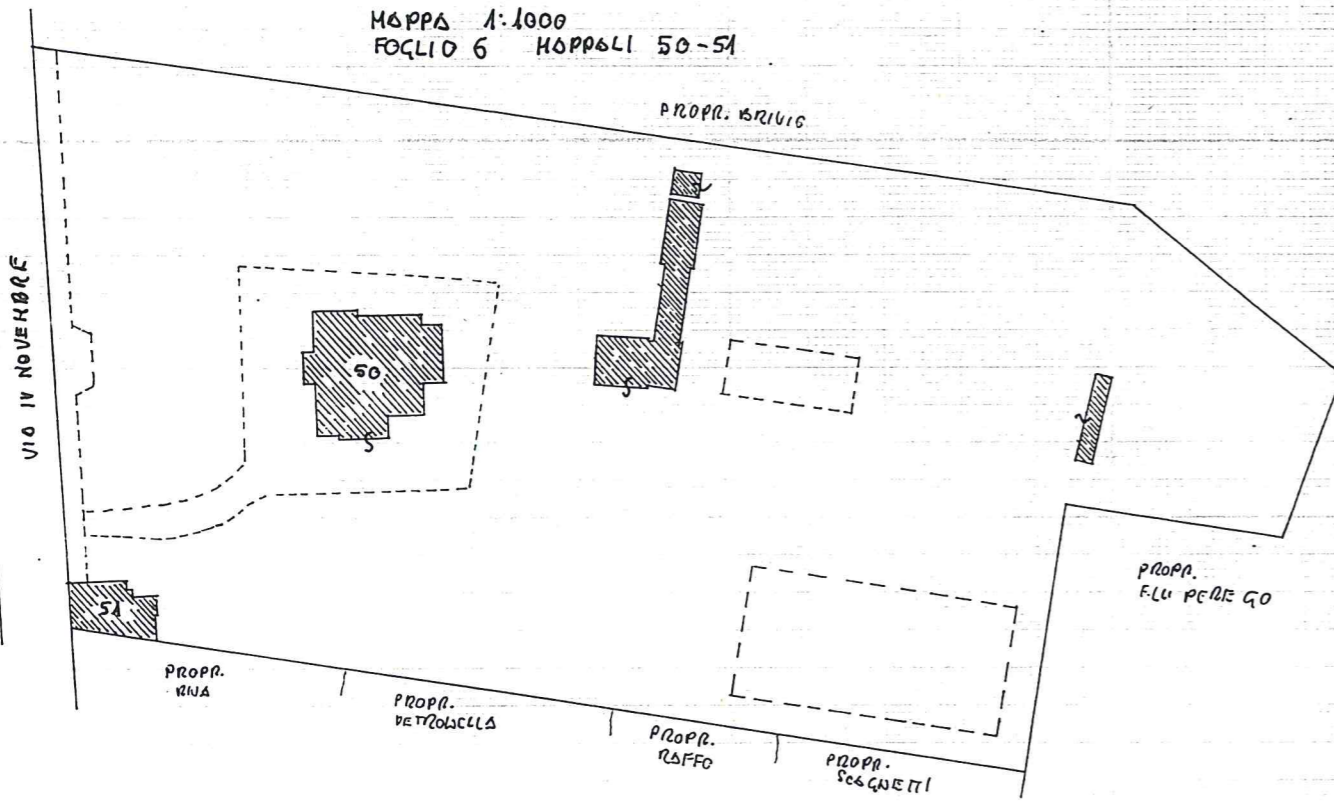 MAPPA 1:1000
FOGLIO 6 MAPPALI 50-51
PROPR. BRIVIO
VIA IV NOVEMBRE
50
51
PROPR.
F.LLI PEREGO
PROPR.
RIVA
PROPR.
PETRONELLA
PROPR.
RAFFO
PROPR.
SCAGNETTI